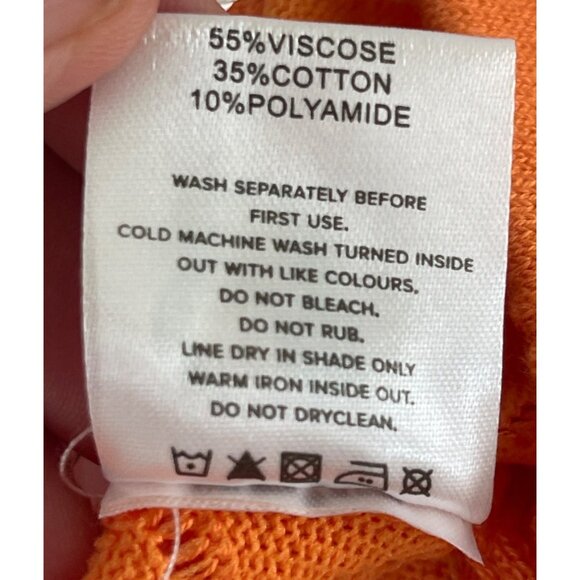 55%VISCOSE
35%COTTON
10%POLYAMIDE
WASH SEPARATELY BEFORE
FIRST USE.
COLD MACHINE WASH TURNED INSIDE
OUT WITH LIKE COLOURS.
DO NOT BLEACH.
DO NOT RUB.
LINE DRY IN SHADE ONLY
WARM IRON INSIDE OUT.
DO NOT DRYCLEAN.